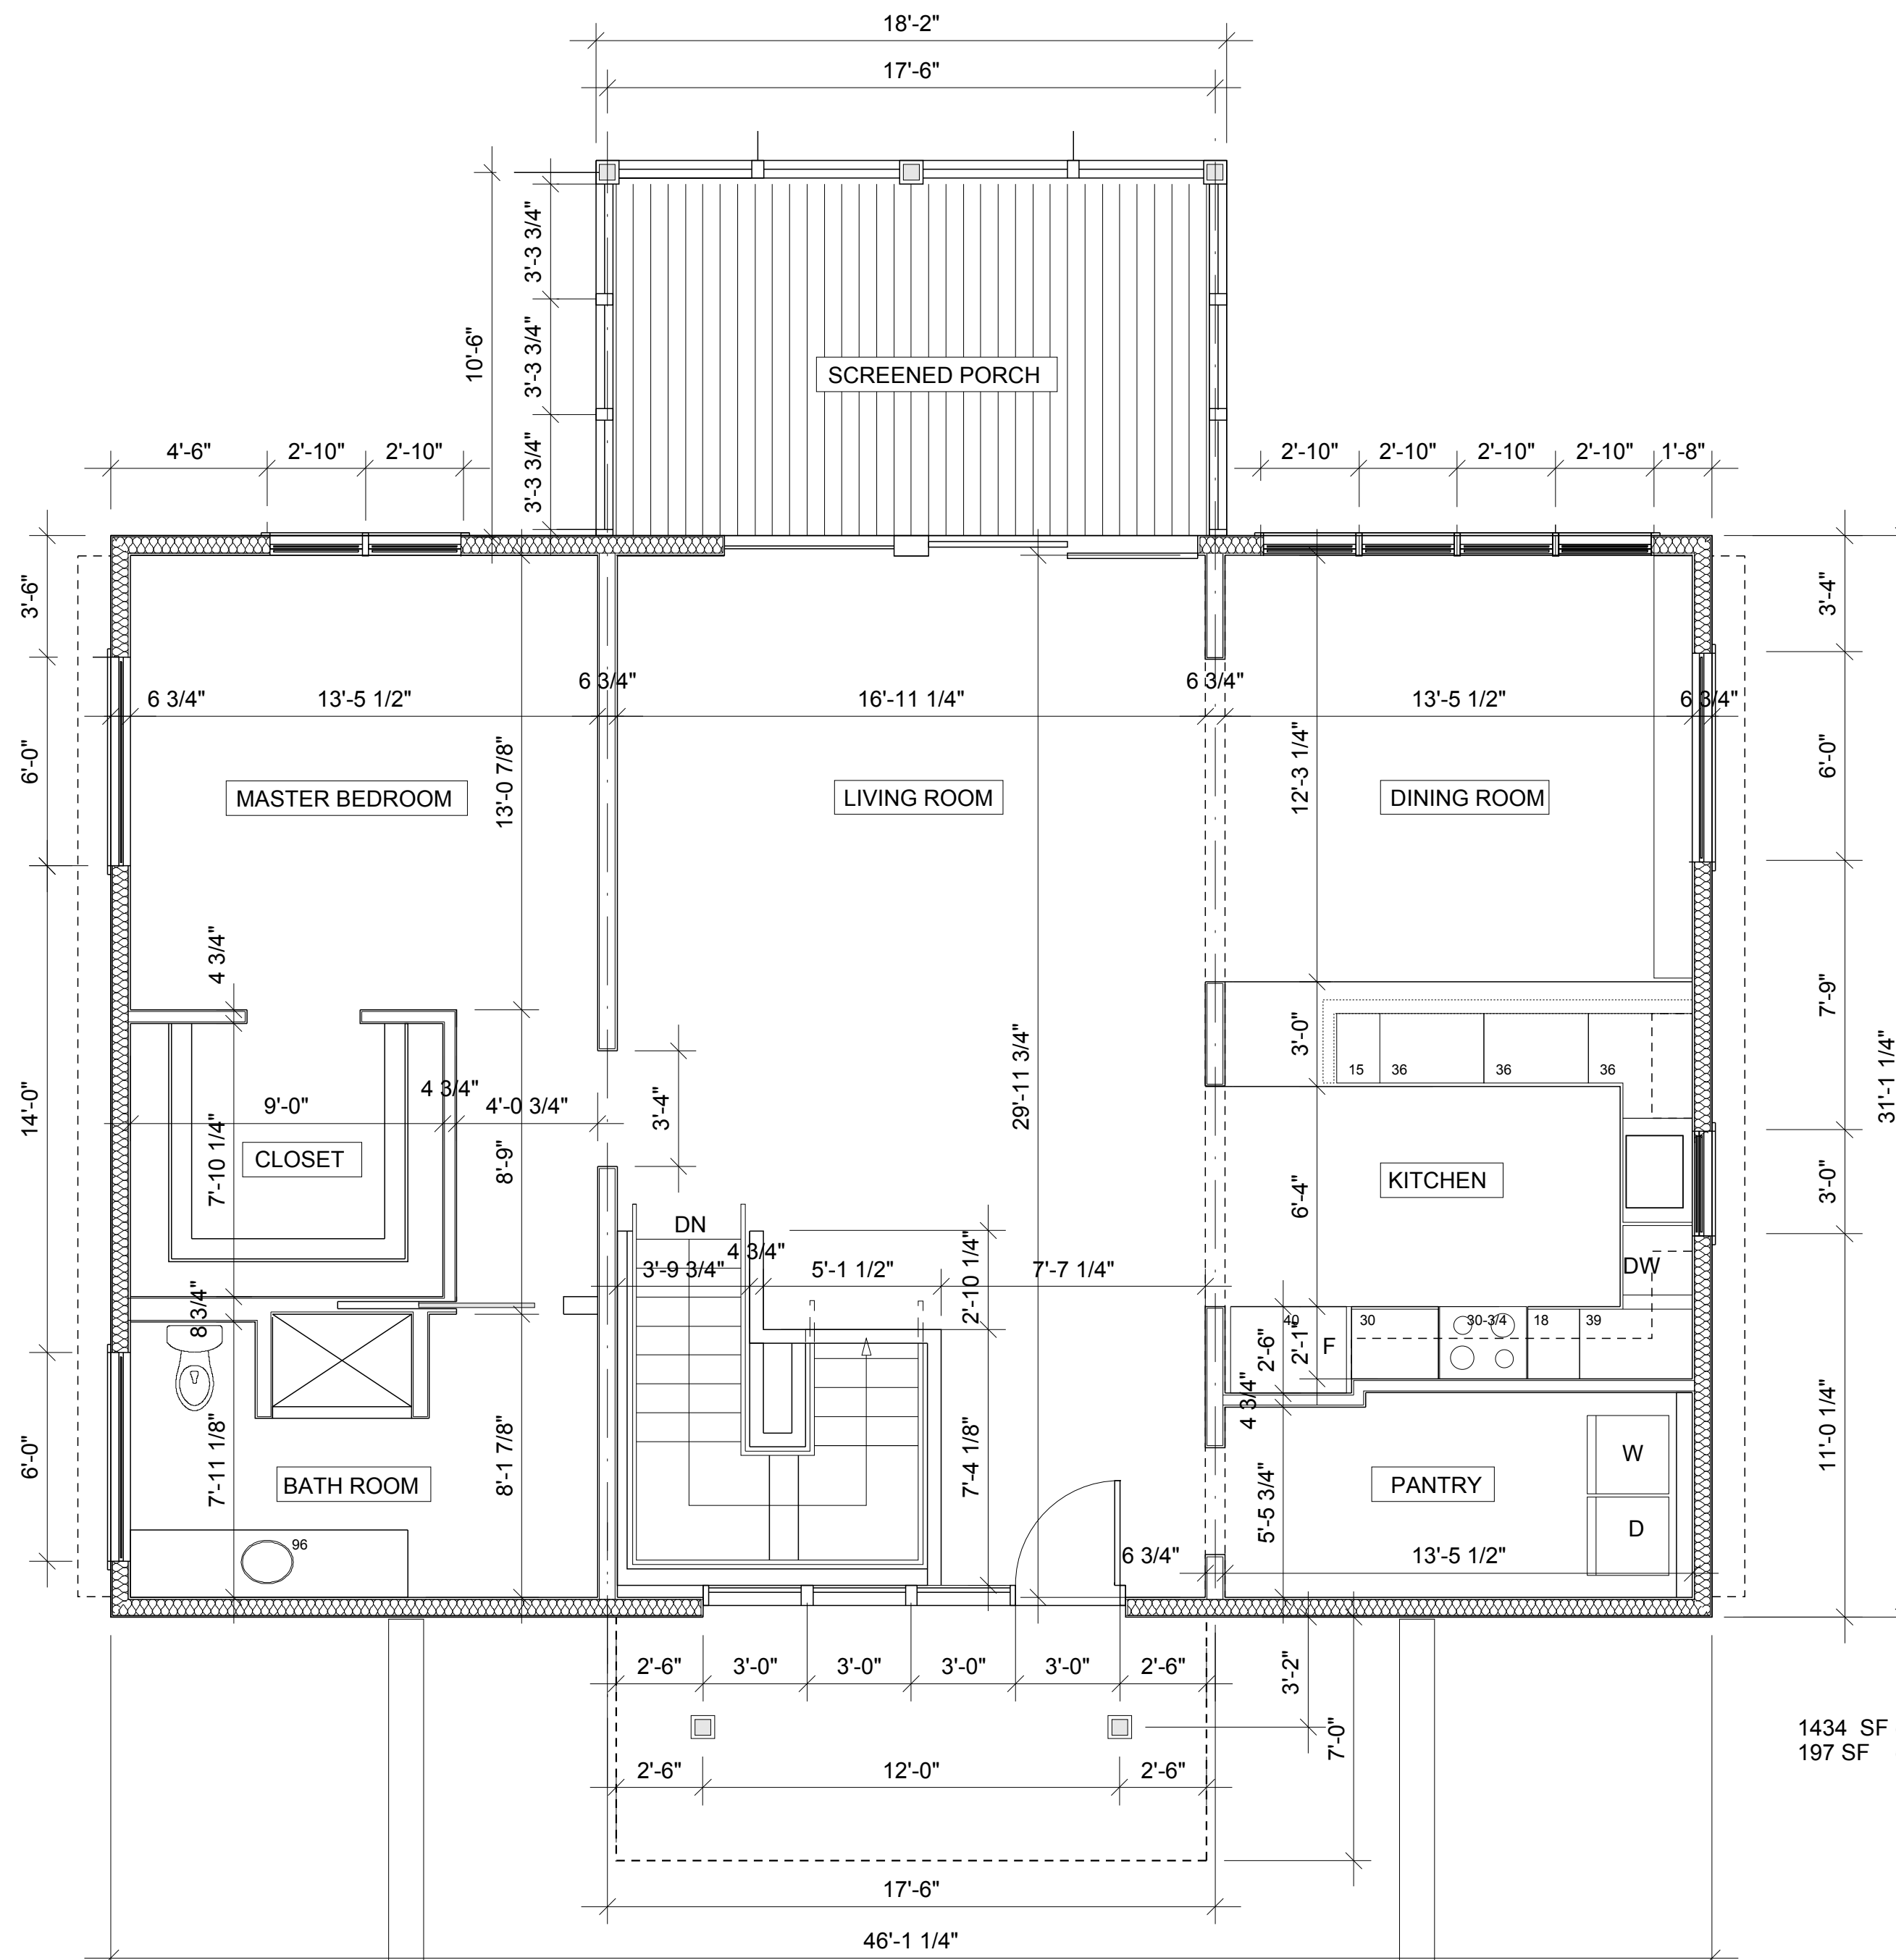 18'-2"
17'-6"
3'-3 3/4"
10'-6"
3'-3 3/4"
SCREENED PORCH
3'-3 3/4"
4'-6" 2'-10" 2'-10"
2'-10" 2'-10" 2'-10" 2'-10" 1'-8"
3'-6"
3'-4"
6 3/4" 13'-5 1/2" 6 3/4" 16'-11 1/4" 6 3/4" 13'-5 1/2" 6 3/4"
6'-0"
13'-0 7/8"
12'-3 1/4"
6'-0"
MASTER BEDROOM
LIVING ROOM
DINING ROOM
4 3/4"
7'-9"
3'-0"
29'-11 3/4"
31'-1 1/4"
15 36 36 36
14'-0"
9'-0" 4 3/4" 4'-0 3/4"
3'-4"
7'-10 1/4"
CLOSET
8'-9"
KITCHEN
6'-4"
3'-0"
DN
3'-9 3/4" 4 3/4" 5'-1 1/2" 2'-10 1/4" 7'-7 1/4"
DW
8 3/4"
40 30 30-3/4 18 39
2'-6" 2'-1" F
4 3/4"
6'-0"
7'-11 1/8"
8'-1 7/8"
7'-4 1/8"
11'-0 1/4"
W
BATH ROOM
PANTRY
5'-5 3/4"
D
96
6 3/4" 13'-5 1/2"
2'-6" 3'-0" 3'-0" 3'-0" 3'-0" 2'-6"
3'-2"
7'-0"
1434 SF
197 SF
2'-6" 12'-0" 2'-6"
17'-6"
46'-1 1/4"